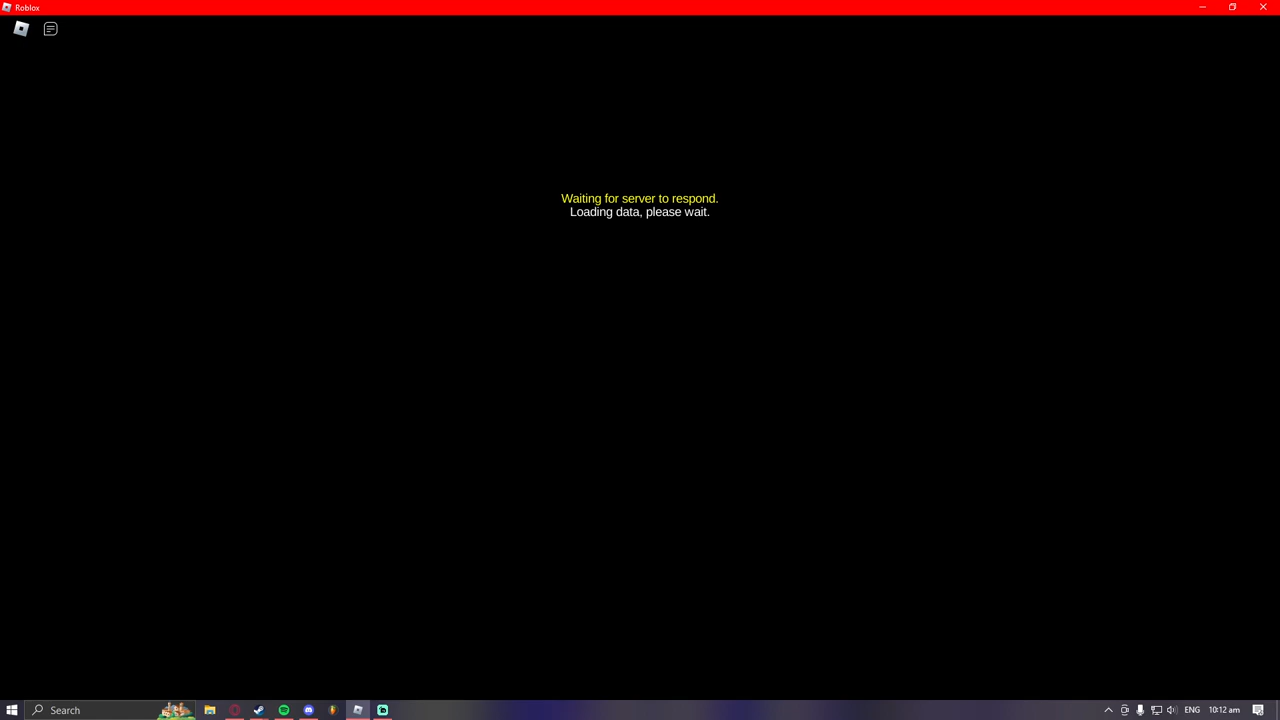 Roblox
Waiting for server to respond.
Loading data, please wait.
Search
ENG
10:12 am